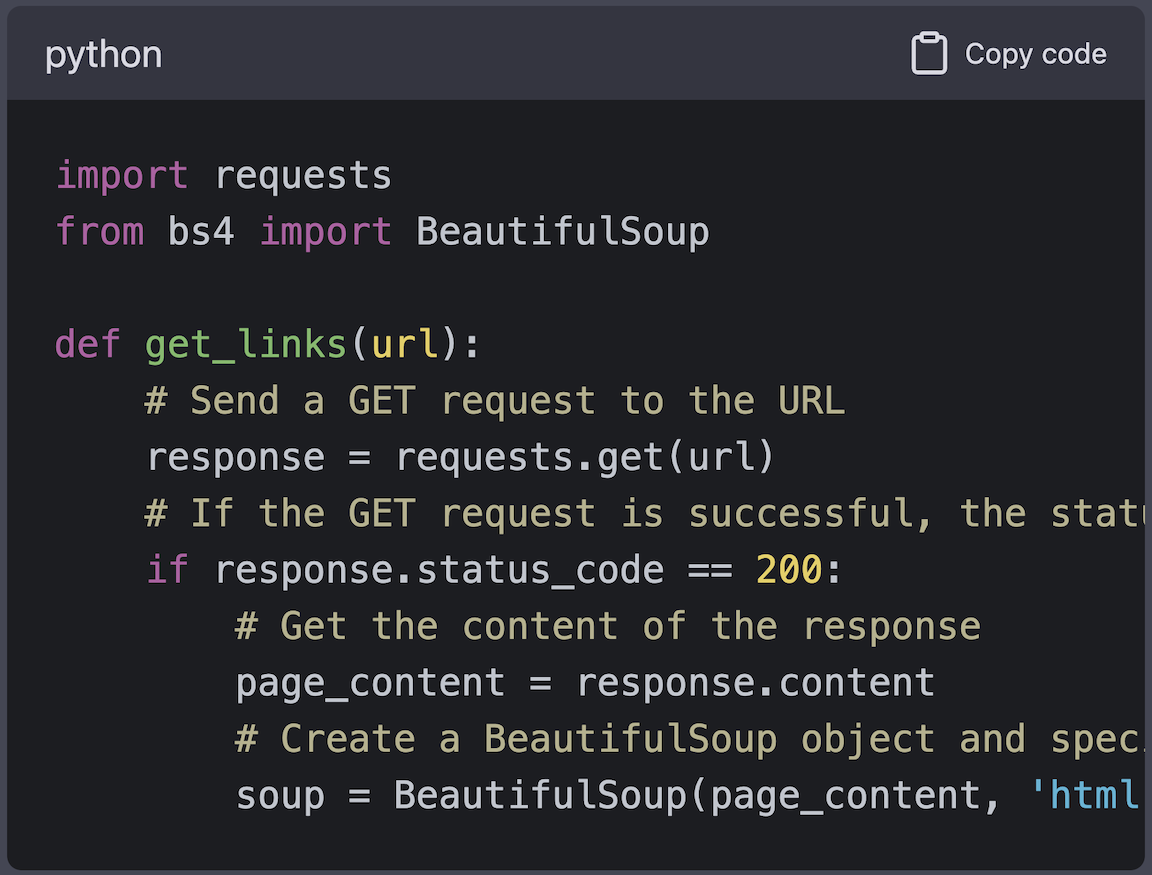 python
Copy code
import requests
from bs4 import BeautifulSoup
def get_links(url):
    # Send a GET request to the URL
    response = requests.get(url)
    # If the GET request is successful, the
    if response.status_code == 200:
        # Get the content of the response
        page_content = response.content
        # Create a BeautifulSoup object and
        soup = BeautifulSoup(page_content, 'html